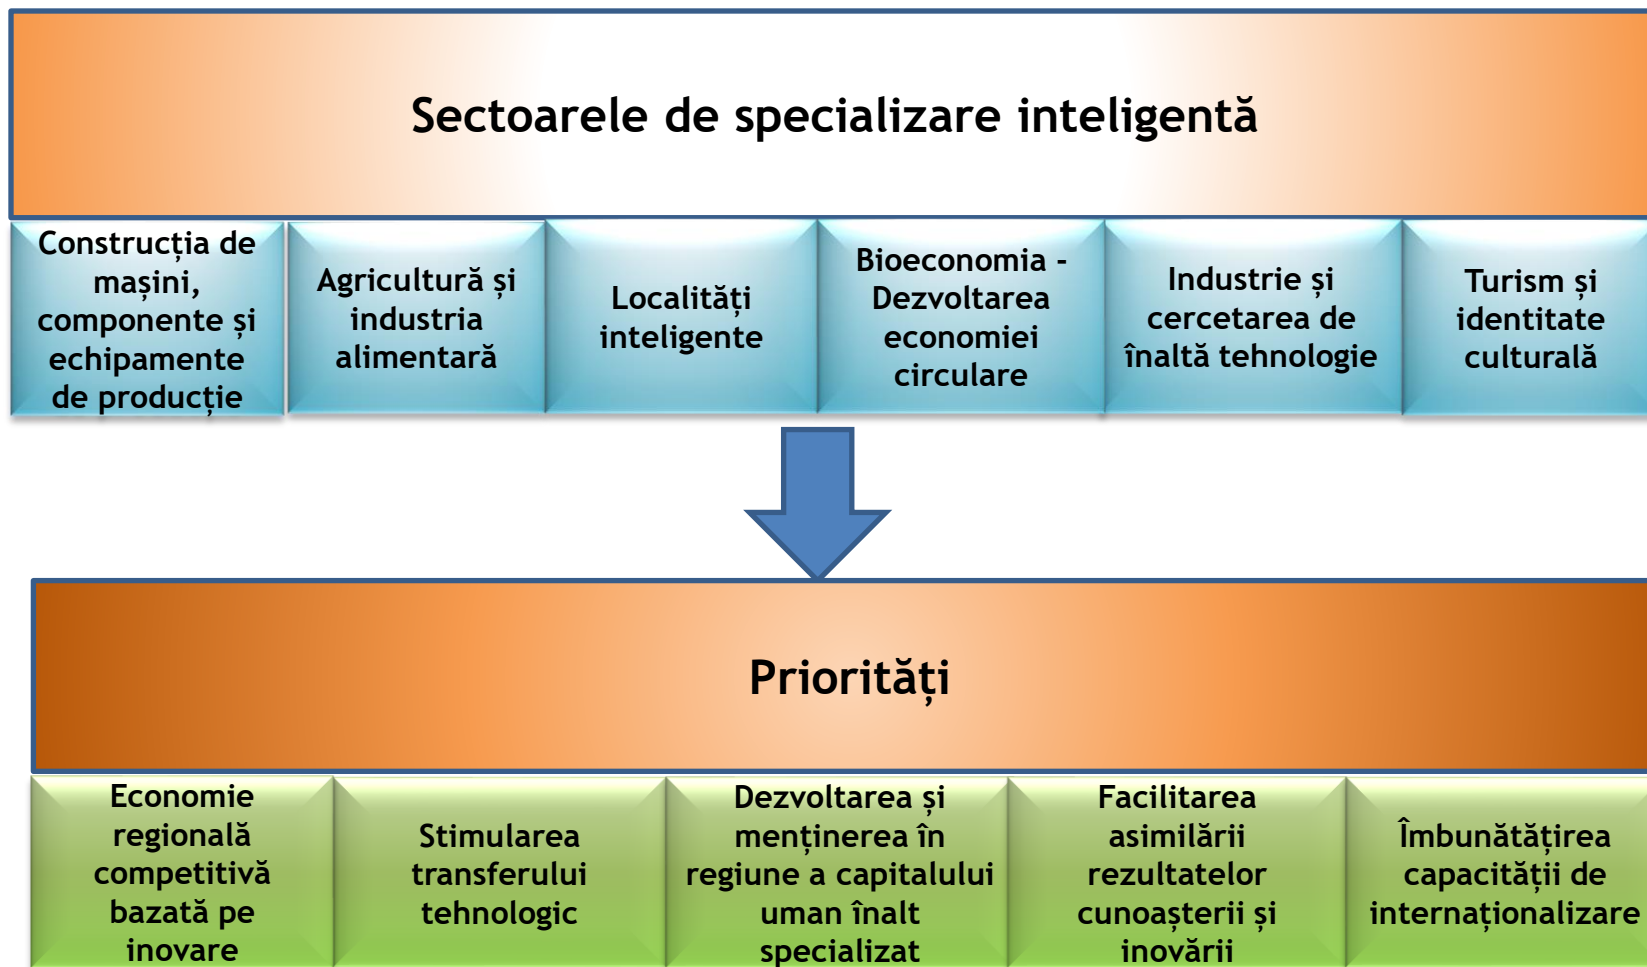 Sectoarele de specializare inteligentă
Construcția de
mașini,
componente și
echipamente
de producție
Agricultură și
industria
alimentară
Localități
inteligente
Bioeconomia -
Dezvoltarea
economiei
circulare
Industrie și
cercetarea de
înaltă tehnologie
Turism și
identitate
culturală
Priorități
Economie
regională
competitivă
bazată pe
inovare
Stimularea
transferului
tehnologic
Dezvoltarea și
menținerea în
regiune a capitalului
uman înalt
specializat
Facilitarea
asimilării
rezultatelor
cunoașterii și
inovării
Îmbunătățirea
capacității de
internaționalizare